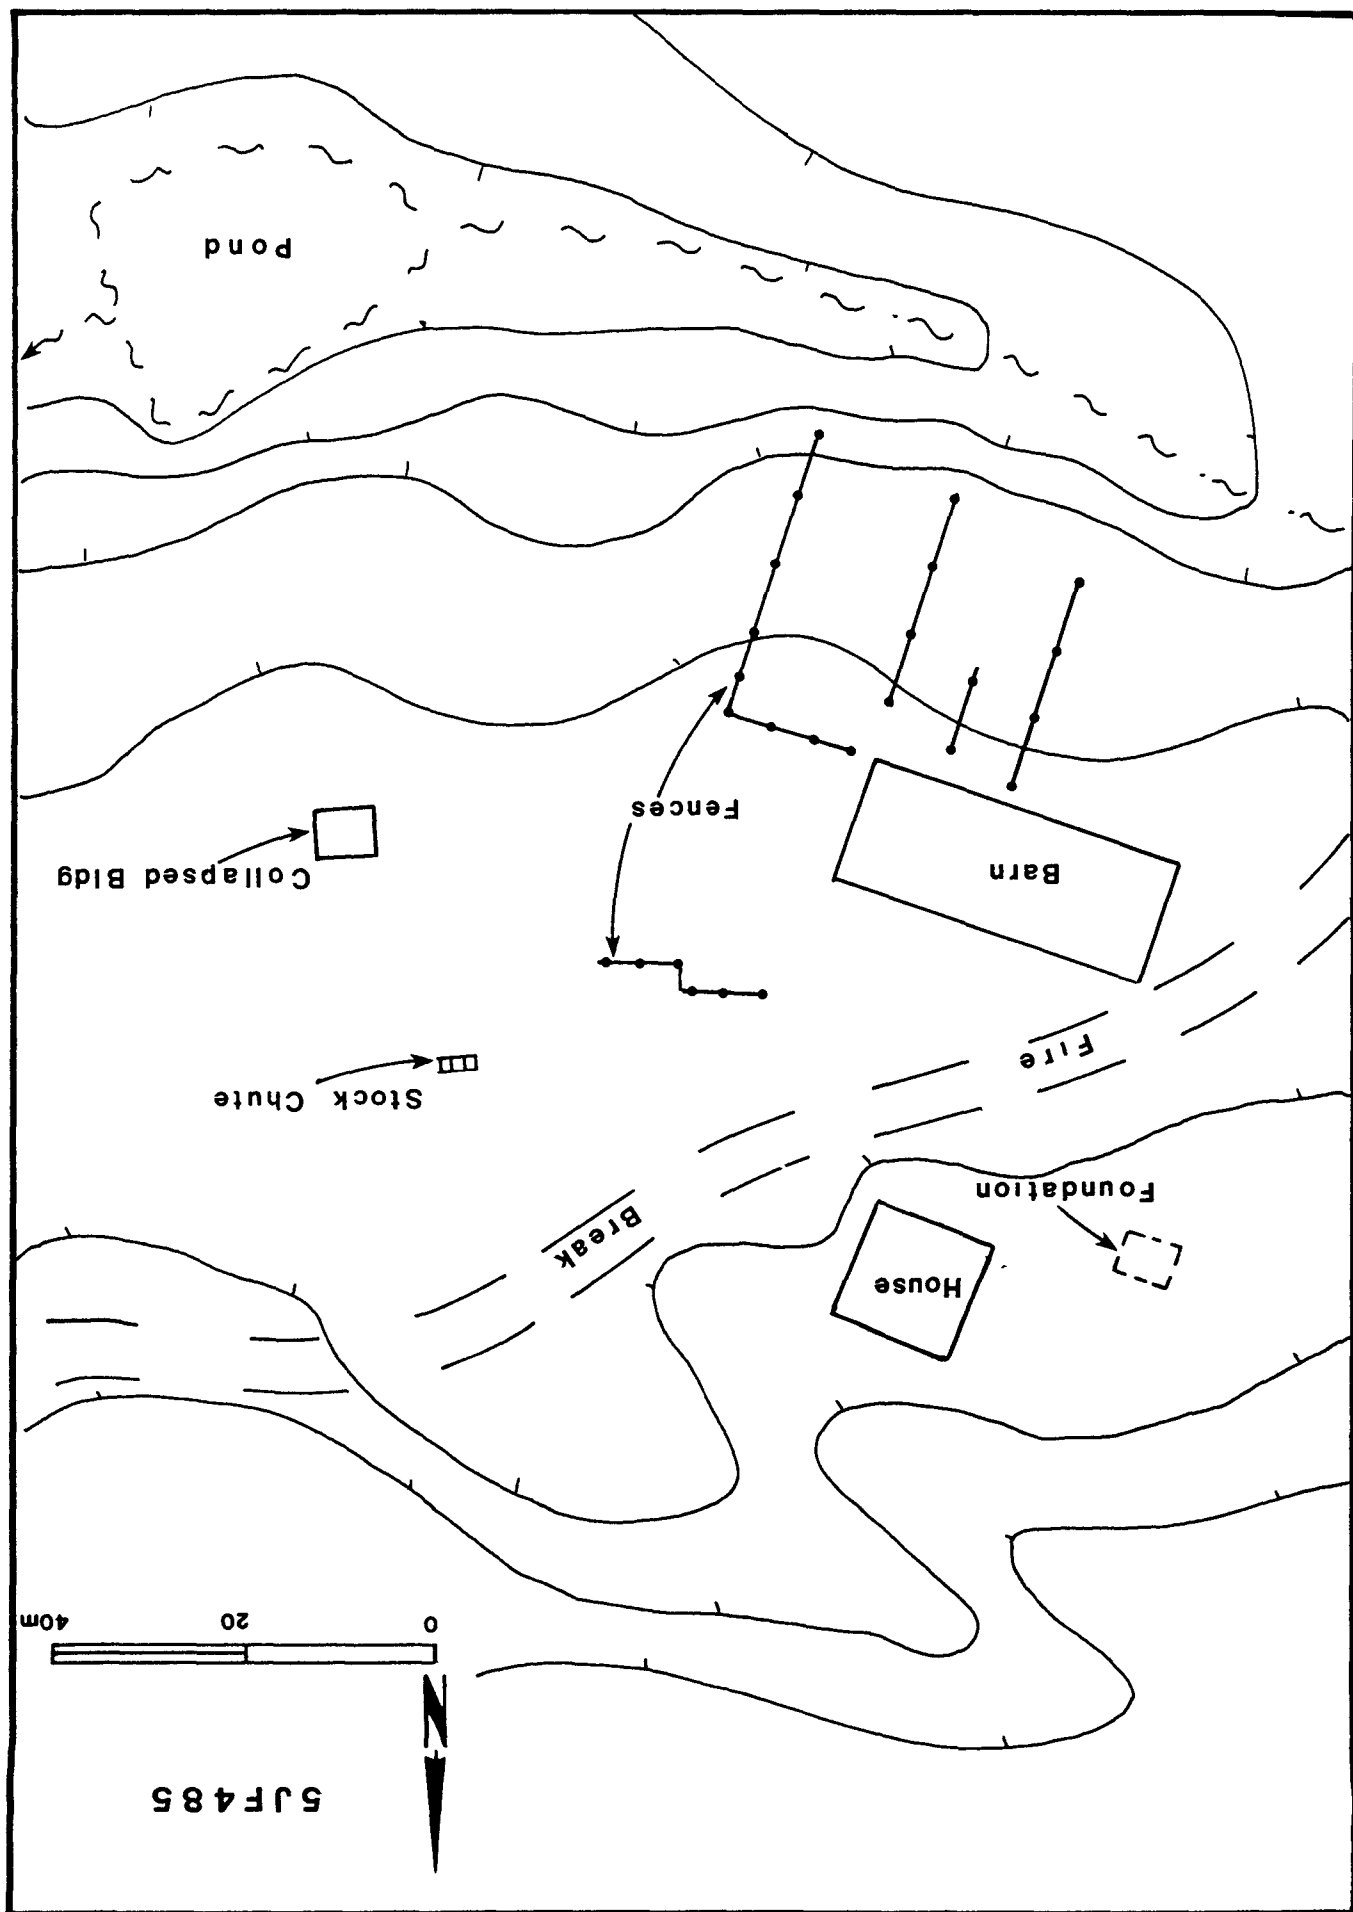 5JF485
N
0 20 40m
House
Foundation
Break
Fire
Stock Chute
Collapsed Bldg
Barn
Fences
Pond